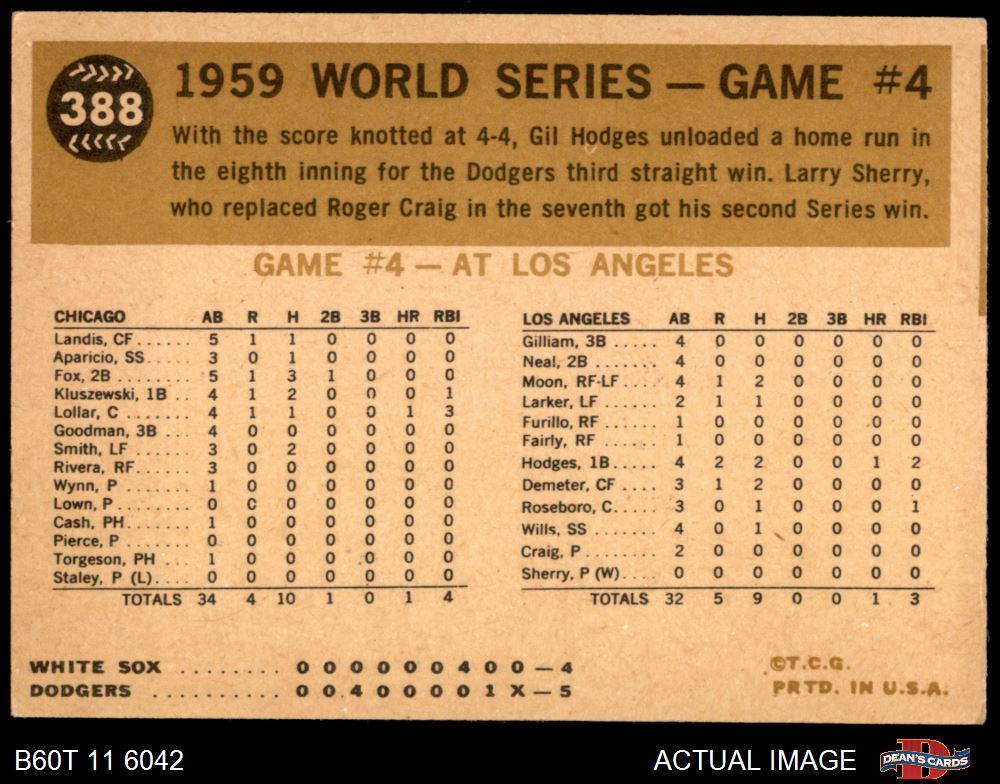 388
1959 WORLD SERIES — GAME #4
With the score knotted at 4-4, Gil Hodges unloaded a home run in
the eighth inning for the Dodgers third straight win. Larry Sherry,
who replaced Roger Craig in the seventh got his second Series win.
GAME #4 — AT LOS ANGELES
CHICAGO AB R H 2B 3B HR RBI
Landis, CF...... 5 1 1 0 0 0 0
Aparicio, SS..... 3 0 1 0 0 0 0
Fox, 2B ........ 5 1 3 1 0 0 0
Kluszewski, 1B .. 4 1 2 0 0 0 1
Lollar, C ....... 4 1 1 0 0 1 3
Goodman, 3B ... 4 0 0 0 0 0 0
Smith, LF ...... 3 0 2 0 0 0 0
Rivera, RF...... 3 0 0 0 0 0 0
Wynn, P ....... 1 0 0 0 0 0 0
Lown, P........ 0 0 0 0 0 0 0
Cash, PH....... 1 0 0 0 0 0 0
Pierce, P ....... 0 0 0 0 0 0 0
Torgeson, PH ... 1 0 0 0 0 0 0
Staley, P (L).... 0 0 0 0 0 0 0
TOTALS 34 4 10 1 0 1 4
LOS ANGELES AB R H 2B 3B HR RBI
Gilliam, 3B ..... 4 0 0 0 0 0 0
Neal, 2B ....... 4 0 0 0 0 0 0
Moon, RF-LF .... 4 1 2 0 0 0 0
Larker, LF ...... 2 1 1 0 0 0 0
Furillo, RF ..... 1 0 0 0 0 0 0
Fairly, RF ...... 1 0 0 0 0 0 0
Hodges, 1B..... 4 2 2 0 0 1 2
Demeter, CF .... 3 1 2 0 0 0 0
Roseboro, C..... 3 0 1 0 0 0 1
Wills, SS ...... 4 0 1 0 0 0 0
Craig, P ........ 2 0 0 0 0 0 0
Sherry, P (W).... 0 0 0 0 0 0 0
TOTALS 32 5 9 0 0 1 3
WHITE SOX ........ 0 0 0 0 0 0 4 0 0 — 4
DODGERS .......... 0 0 4 0 0 0 0 1 X — 5
©T.C.G.
PRTD. IN U.S.A.
B60T 11 6042
ACTUAL IMAGE
D
DEAN'S CARDS